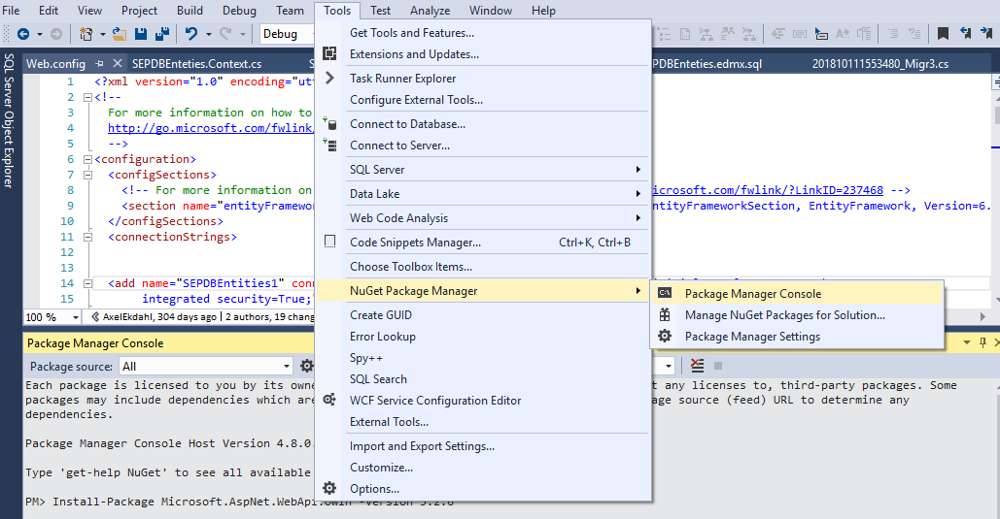 File Edit View Project Build Debug Team Tools Test Analyze Window Help
Debug
Web.config SEPDBEnteties.Context.cs PDBEnteties.edmx.sql 201810111553480_Migr3.cs
SQL Server Object Explorer
1 <?xml version="1.0" encoding="ut
2 <!--
3 For more information on how to
4 http://go.microsoft.com/fwlink/
5 -->
6 <configuration>
7 <configSections>
8 <!-- For more information on microsoft.com/fwlink/?LinkID=237468 -->
9 <section name="entityFramework ntityFrameworkSection, EntityFramework, Version=6.
10 </configSections>
11 <connectionStrings>
12
13
14 <add name="SEPDBEntities1" conn
15 integrated security=True;
100 % AxelEkdahl, 304 days ago | 2 authors, 19 chang
Get Tools and Features...
Extensions and Updates...
Task Runner Explorer
Configure External Tools...
Connect to Database...
Connect to Server...
SQL Server
Data Lake
Web Code Analysis
Code Snippets Manager... Ctrl+K, Ctrl+B
Choose Toolbox Items...
NuGet Package Manager
Create GUID
Error Lookup
Spy++
SQL Search
WCF Service Configuration Editor
External Tools...
Import and Export Settings...
Customize...
Options...
C:\ Package Manager Console
Manage NuGet Packages for Solution...
Package Manager Settings
Package Manager Console
Package source: All
Each package is licensed to you by its owne t any licenses to, third-party packages. Some
packages may include dependencies which are age source (feed) URL to determine any
dependencies.
Package Manager Console Host Version 4.8.0.
Type 'get-help NuGet' to see all available
PM> Install-Package Microsoft.AspNet.WebApi.Owin -Version 5.2.6